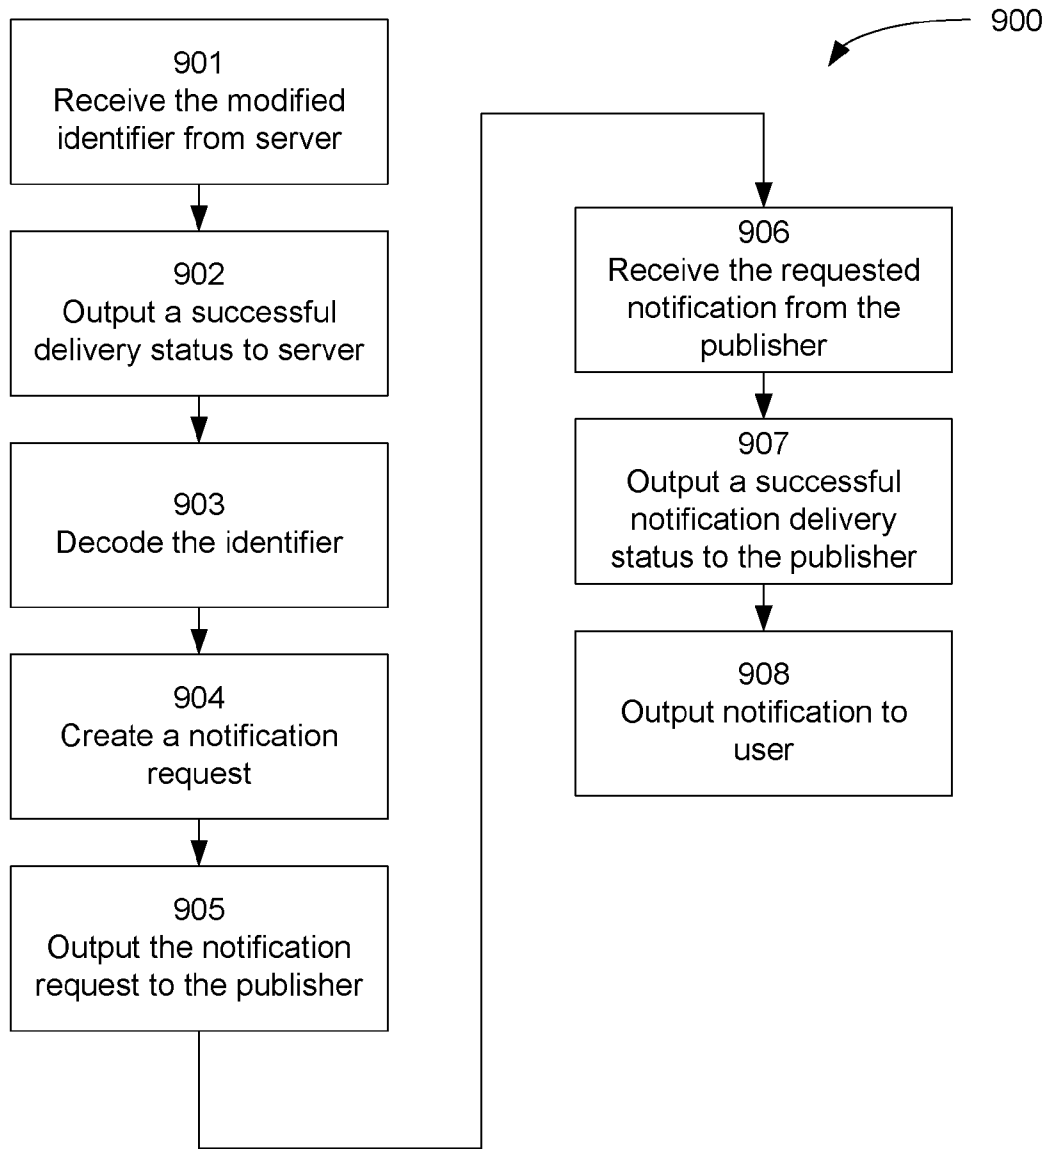 900
901
Receive the modified
identifier from server
902
Output a successful
delivery status to server
903
Decode the identifier
904
Create a notification
request
905
Output the notification
request to the publisher
906
Receive the requested
notification from the
publisher
907
Output a successful
notification delivery
status to the publisher
908
Output notification to
user